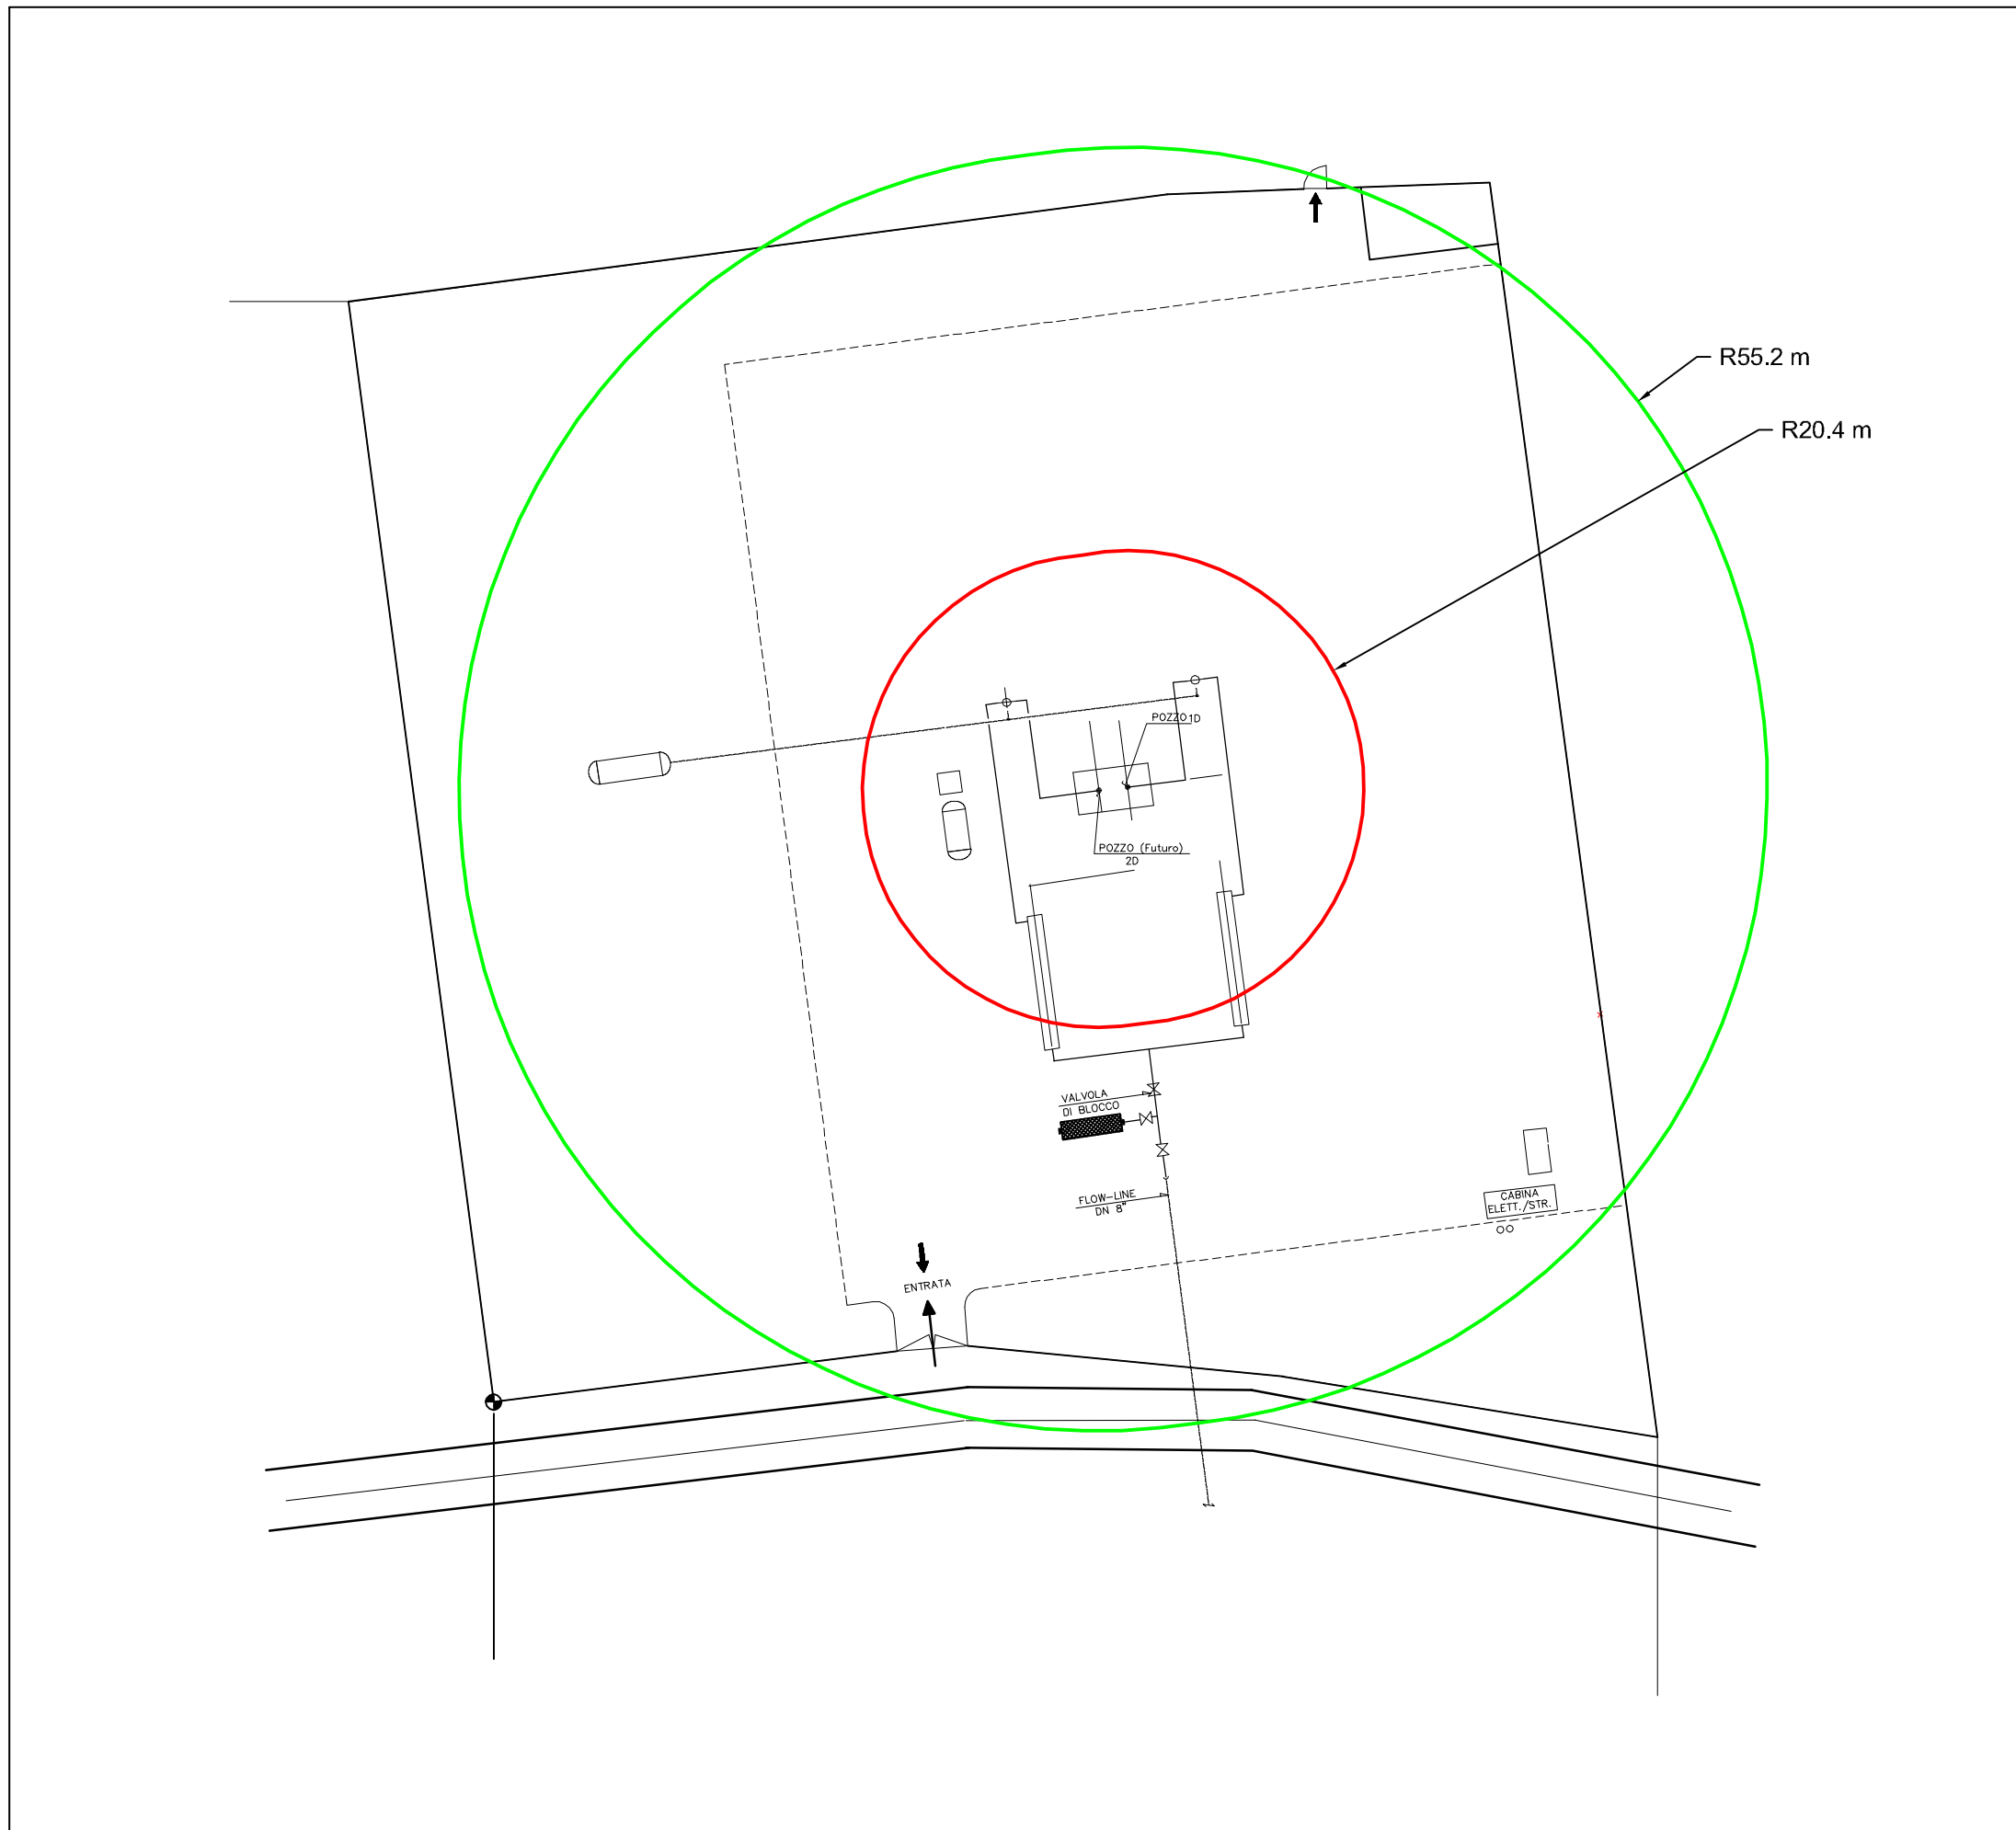 R55.2 m
R20.4 m
POZZO 1D
POZZO (Futuro)
2D
VALVOLA
DI BLOCCO
FLOW-LINE
DN 8"
CABINA
ELETT./STR.
ENTRATA